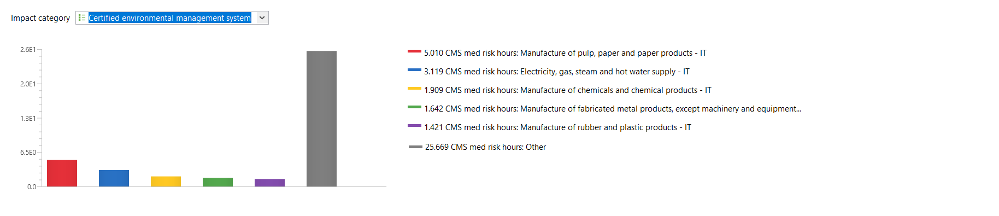 Impact category Certified environmental management system
2.6E1
2.0E1
1.3E1
6.5E0
0.0
5.010 CMS med risk hours: Manufacture of pulp, paper and paper products - IT
3.119 CMS med risk hours: Electricity, gas, steam and hot water supply - IT
1.909 CMS med risk hours: Manufacture of chemicals and chemical products - IT
1.642 CMS med risk hours: Manufacture of fabricated metal products, except machinery and equipment...
1.421 CMS med risk hours: Manufacture of rubber and plastic products - IT
25.669 CMS med risk hours: Other